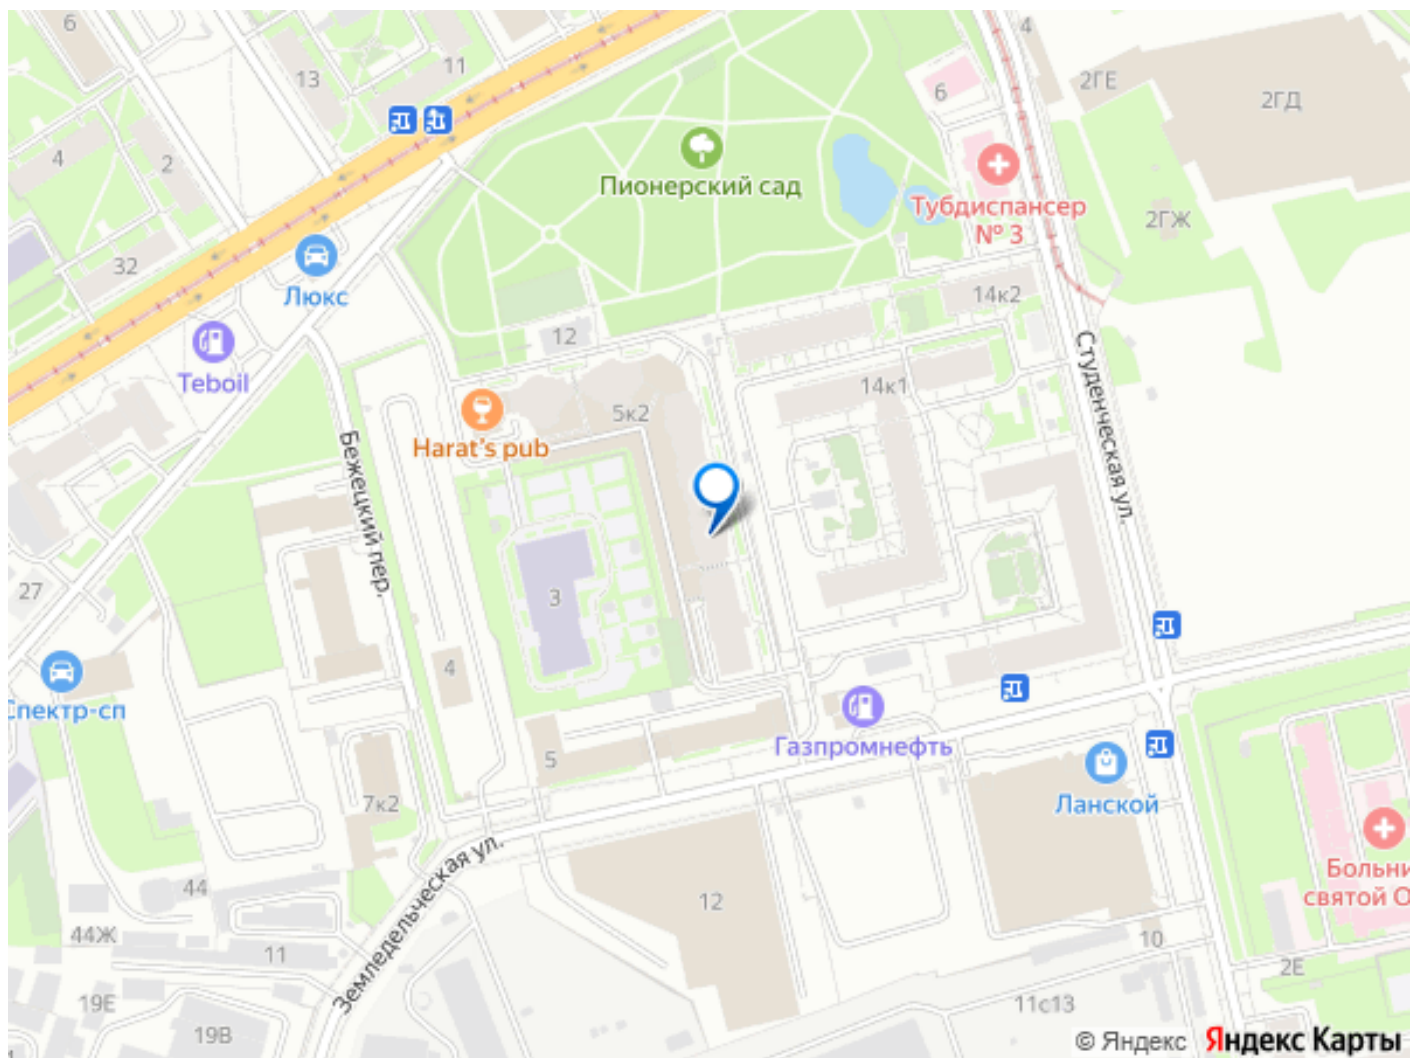 6
4
13
11
2ГЕ
2ГД
6
4
2
Пионерский сад
Тубдиспансер
№ 3
2ГЖ
32
Люкс
14к2
12
Teboil
14к1
5к2
Harat's pub
Студенческая ул.
Бежецкий пер.
27
3
4
Спектр-сп
Газпромнефть
5
7к2
Ланской
Земледельческая ул.
44
12
Больни
святой О
44Ж
11
10
2Е
19Е
11с13
19В
© Яндекс
Яндекс Карты